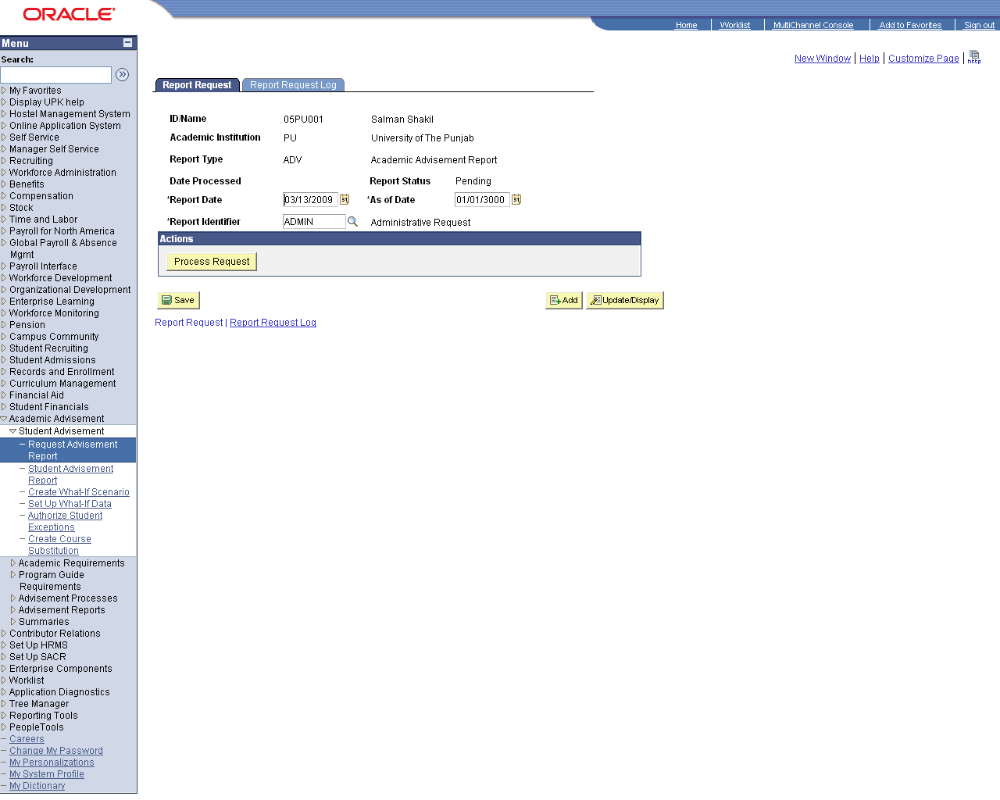 ORACLE
Home
Worklist
MultiChannel Console
Add to Favorites
Sign out
Menu
Search:
New Window | Help | Customize Page | http
My Favorites
Display UPK help
Hostel Management System
Online Application System
Self Service
Manager Self Service
Recruiting
Workforce Administration
Benefits
Compensation
Stock
Time and Labor
Payroll for North America
Global Payroll & Absence
Mgmt
Payroll Interface
Workforce Development
Organizational Development
Enterprise Learning
Workforce Monitoring
Pension
Campus Community
Student Recruiting
Student Admissions
Records and Enrollment
Curriculum Management
Financial Aid
Student Financials
Academic Advisement
Student Advisement
Request Advisement
Report
Student Advisement
Report
Create What-If Scenario
Set Up What-If Data
Authorize Student
Exceptions
Create Course
Substitution
Academic Requirements
Program Guide
Requirements
Advisement Processes
Advisement Reports
Summaries
Contributor Relations
Set Up HRMS
Set Up SACR
Enterprise Components
Worklist
Application Diagnostics
Tree Manager
Reporting Tools
PeopleTools
Careers
Change My Password
My Personalizations
My System Profile
My Dictionary
Report Request
Report Request Log
ID/Name 05PU001 Salman Shakil
Academic Institution PU University of The Punjab
Report Type ADV Academic Advisement Report
Date Processed Report Status Pending
*Report Date 03/13/2009 31 *As of Date 01/01/3000 31
*Report Identifier ADMIN Administrative Request
Actions
Process Request
Save
Add
Update/Display
Report Request | Report Request Log